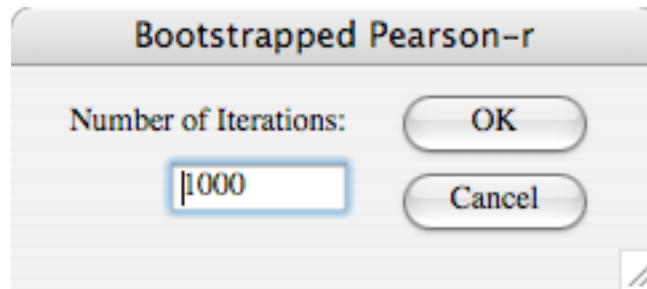 Bootstrapped Pearson-r
Number of Iterations:
OK
1000
Cancel